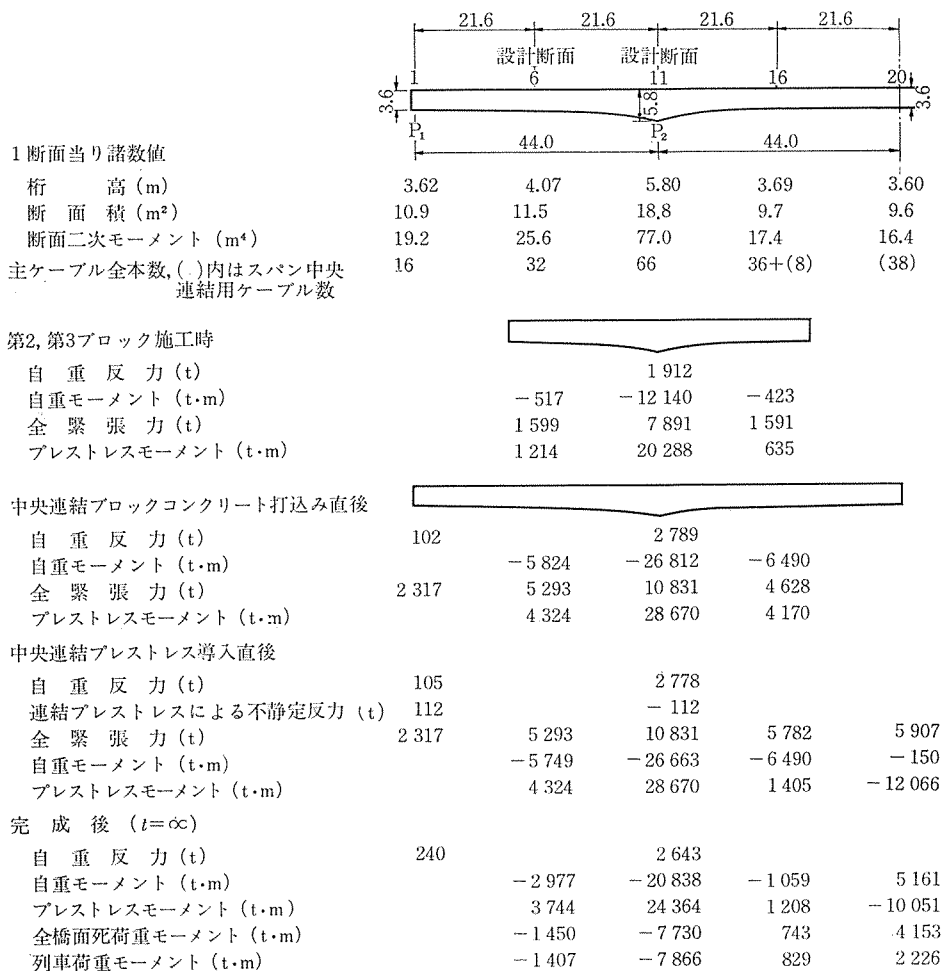 21.6 21.6 21.6 21.6
設計断面 設計断面
1 6 11 16 20
3.6 5.8 3.6
P₁ P₂
44.0 44.0
1断面当り諸数値
桁 高 (m) 3.62 4.07 5.80 3.69 3.60
断 面 積 (m²) 10.9 11.5 18.8 9.7 9.6
断面二次モーメント (m⁴) 19.2 25.6 77.0 17.4 16.4
主ケーブル全本数,( )内はスパン中央 16 32 66 36+(8) (38)
連結用ケーブル数
第2, 第3ブロック施工時
自 重 反 力 (t) 1 912
自重モーメント (t·m) −517 −12 140 −423
全 緊 張 力 (t) 1 599 7 891 1 591
プレストレスモーメント (t·m) 1 214 20 288 635
中央連結ブロックコンクリート打込み直後
自 重 反 力 (t) 102 2 789
自重モーメント (t·m) −5 824 −26 812 −6 490
全 緊 張 力 (t) 2 317 5 293 10 831 4 628
プレストレスモーメント (t·m) 4 324 28 670 4 170
中央連結プレストレス導入直後
自 重 反 力 (t) 105 2 778
連結プレストレスによる不静定反力 (t) 112 −112
全 緊 張 力 (t) 2 317 5 293 10 831 5 782 5 907
自重モーメント (t·m) −5 749 −26 663 −6 490 −150
プレストレスモーメント (t·m) 4 324 28 670 1 405 −12 066
完 成 後 (t=∝)
自 重 反 力 (t) 240 2 643
自重モーメント (t·m) −2 977 −20 838 −1 059 5 161
プレストレスモーメント (t·m) 3 744 24 364 1 208 −10 051
全橋面死荷重モーメント (t·m) −1 450 −7 730 743 4 153
列車荷重モーメント (t·m) −1 407 −7 866 829 2 226